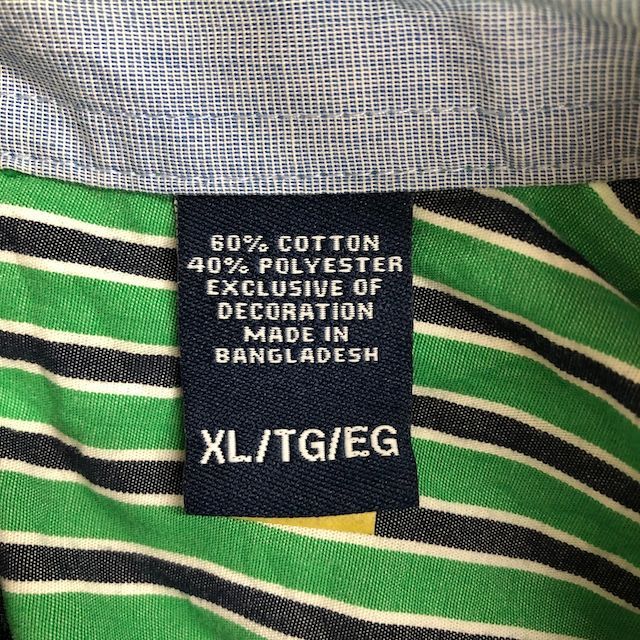 60% COTTON
40% POLYESTER
EXCLUSIVE OF
DECORATION
MADE IN
BANGLADESH
XL/TG/EG